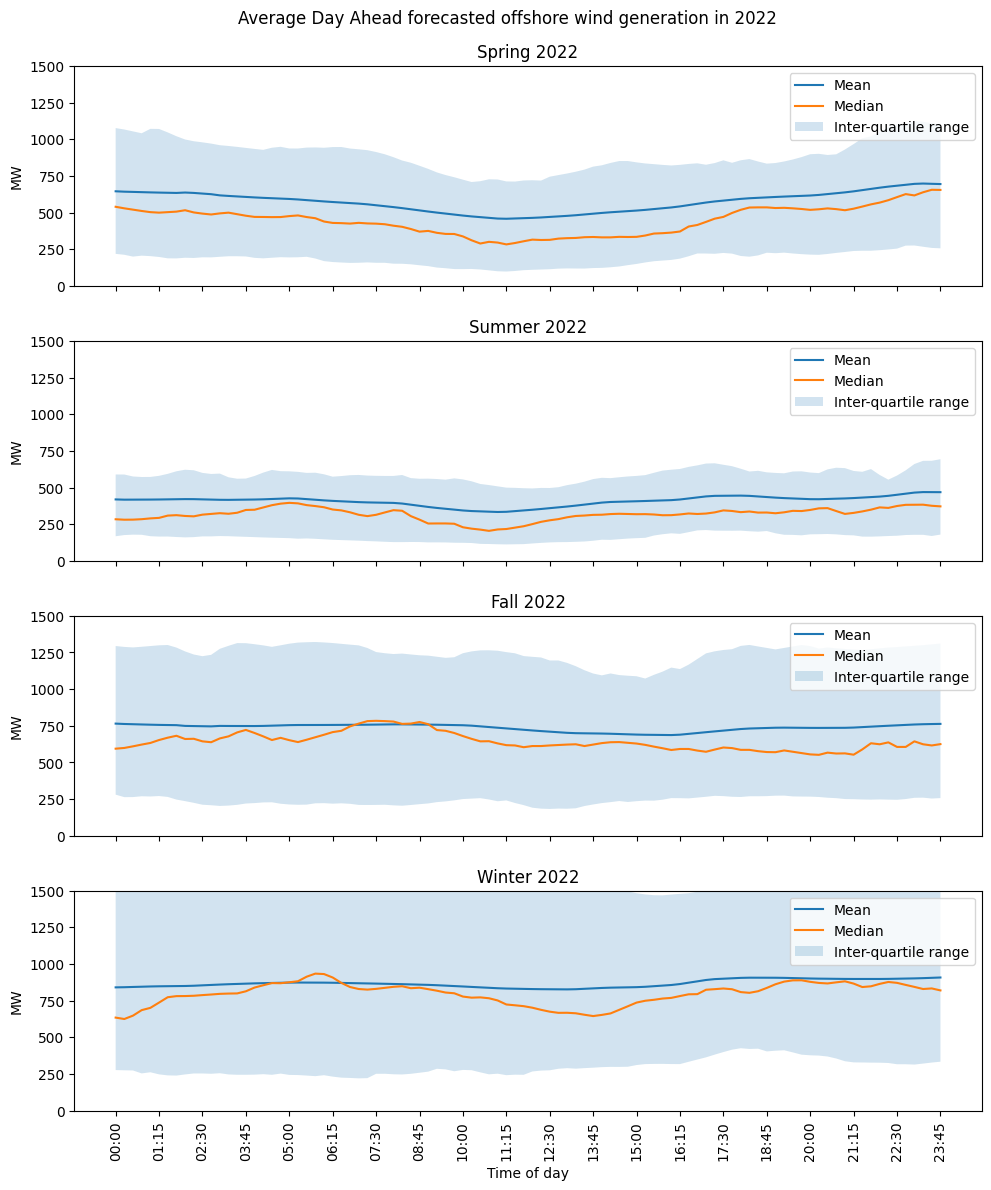 Average Day Ahead forecasted offshore wind generation in 2022
Spring 2022
1500
1250
1000
750
500
250
0
MW
Mean
Median
Inter-quartile range
Summer 2022
1500
1250
1000
750
500
250
0
MW
Mean
Median
Inter-quartile range
Fall 2022
1500
1250
1000
750
500
250
0
MW
Mean
Median
Inter-quartile range
Winter 2022
1500
1250
1000
750
500
250
0
MW
Mean
Median
Inter-quartile range
00:00
01:15
02:30
03:45
05:00
06:15
07:30
08:45
10:00
11:15
12:30
13:45
15:00
16:15
17:30
18:45
20:00
21:15
22:30
23:45
Time of day